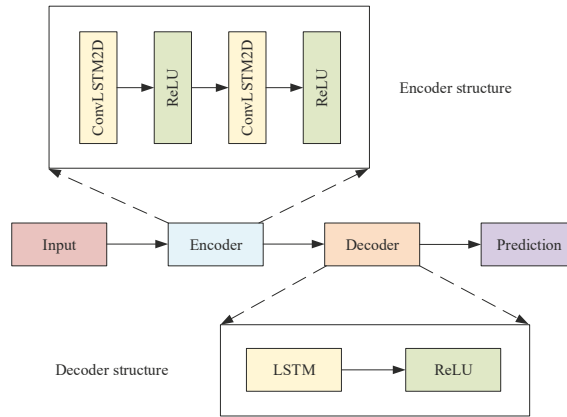 ConvLSTM2D
ReLU
ConvLSTM2D
ReLU
Encoder structure
Input
Encoder
Decoder
Prediction
Decoder structure
LSTM
ReLU